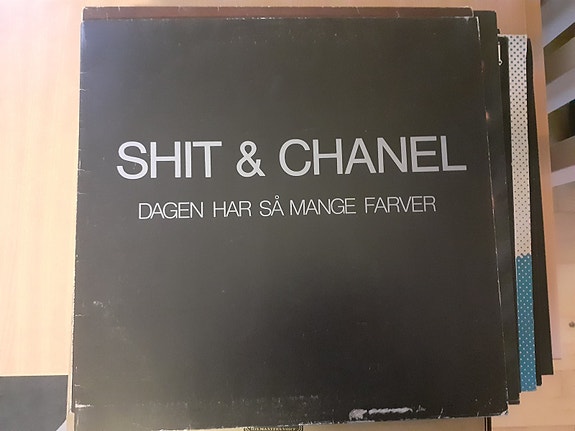 SHIT & CHANEL
DAGEN HAR SÅ MANGE FARVER